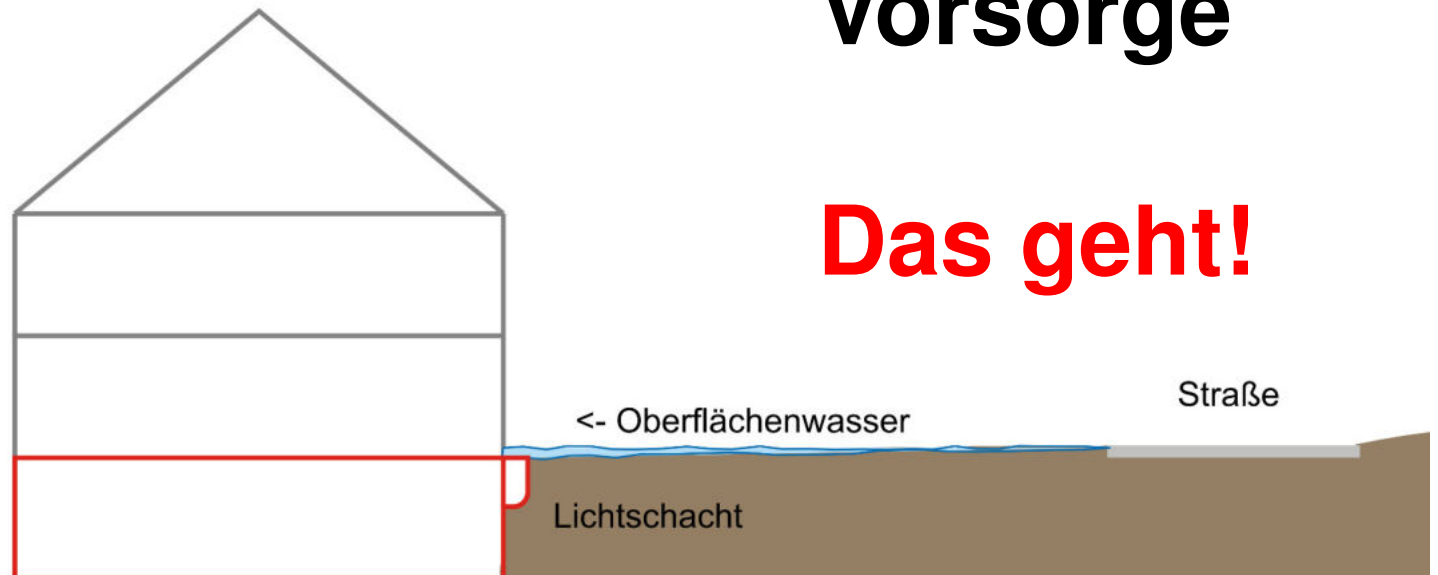 Vorsorge
Das geht!
Straße
<- Oberflächenwasser
Lichtschacht